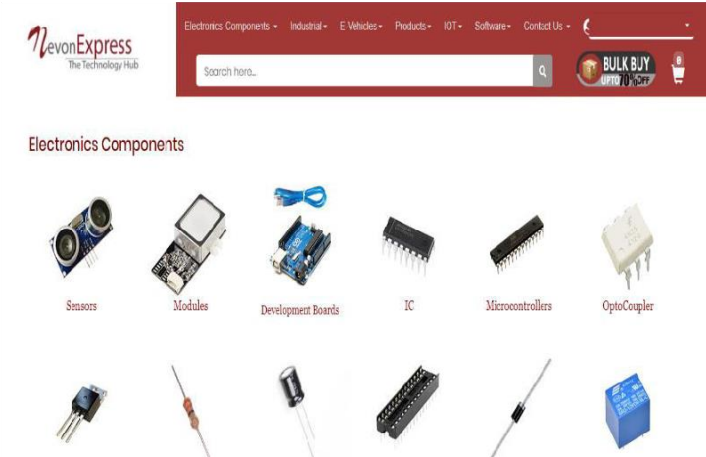 Electronics Components
Industrial
E-Vehicles
Products
IOT
Software
Contact Us
NevonExpress
The Technology Hub
Search here...
BULK BUY
UPTO 70% OFF
0
Electronics Components
Sensors
Modules
Development Boards
IC
Microcontrollers
OptoCoupler